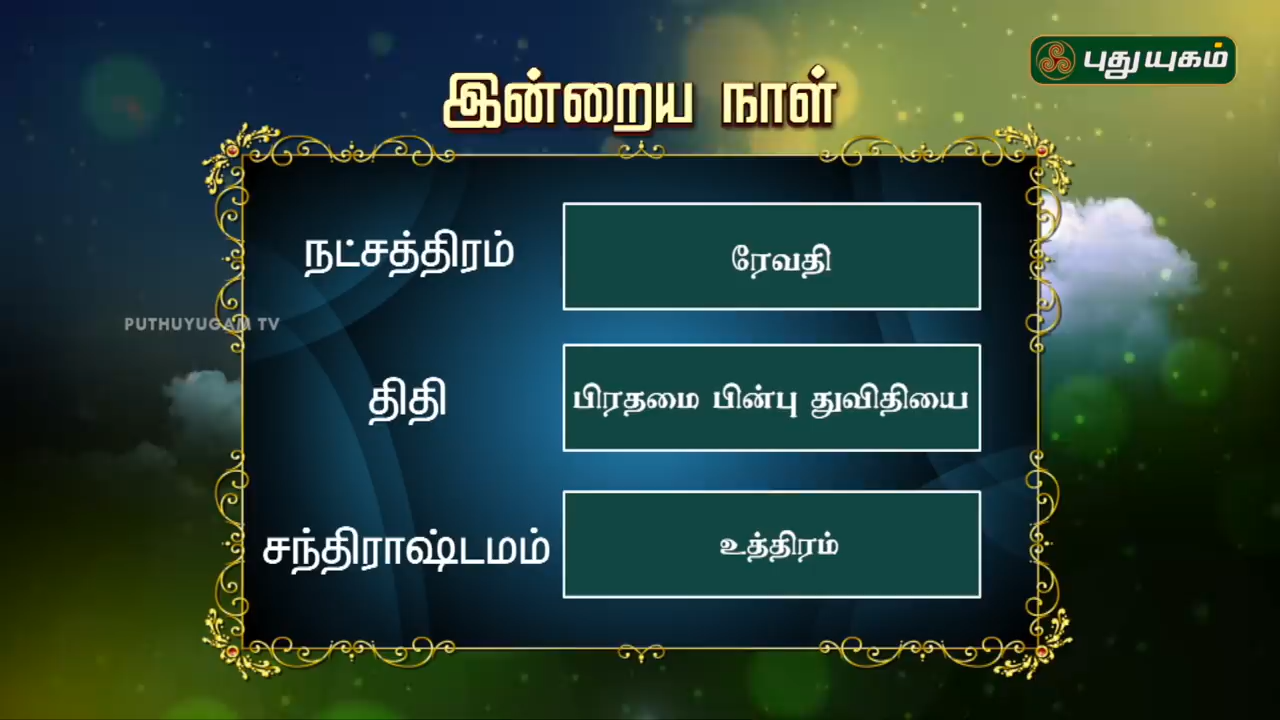 புதுயுகம்
இன்றைய நாள்
நட்சத்திரம்
ரேவதி
PUTHUYUGAM TV
திதி
பிரதமை பின்பு துவிதியை
சந்திராஷ்டமம்
உத்திரம்